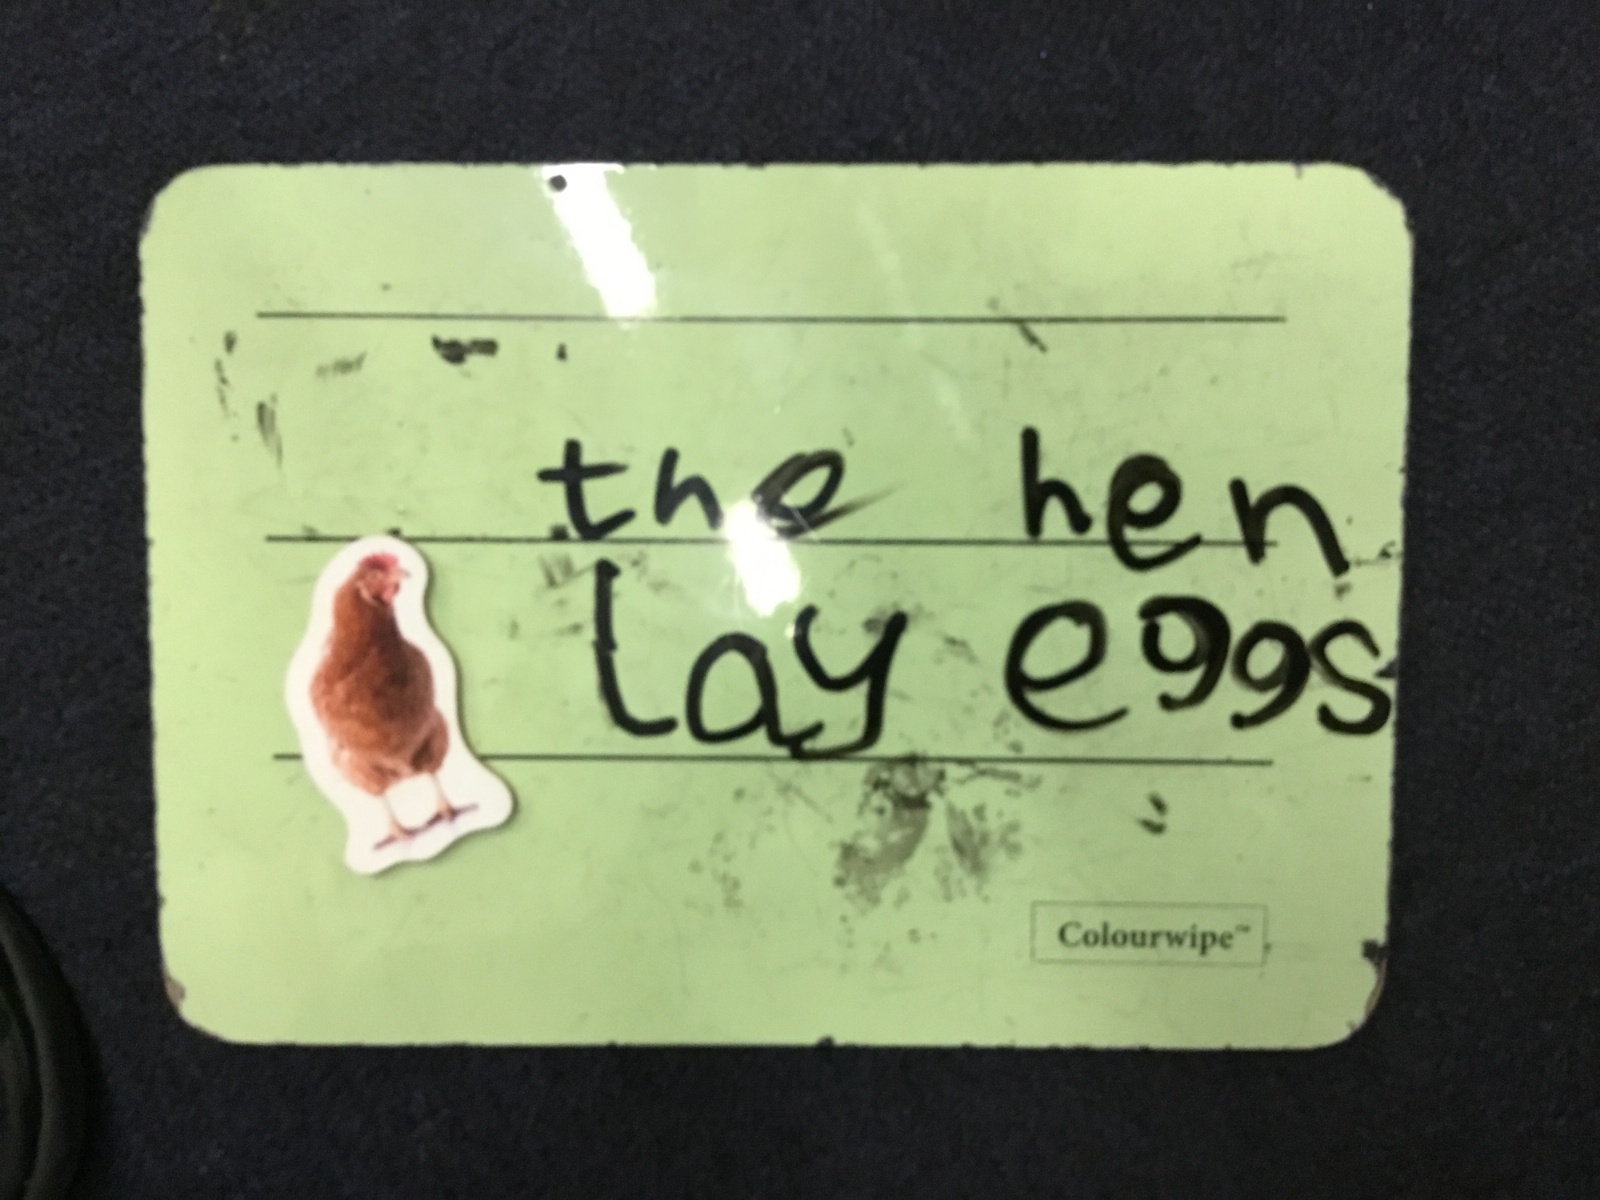 the hen
lay eggs
Colourwipe™